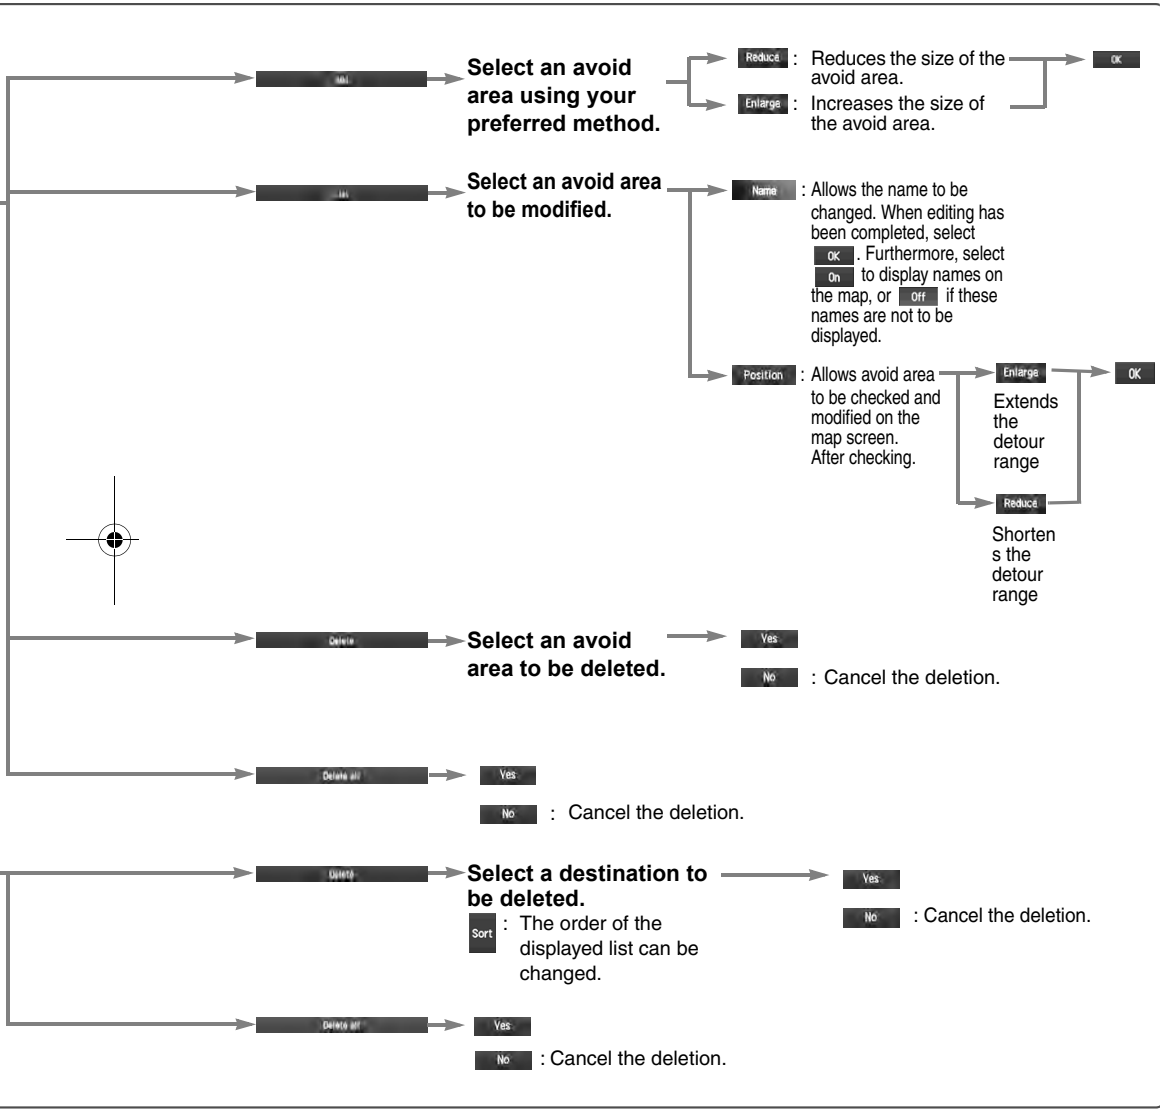 Select an avoid
area using your
preferred method.
Reduce : Reduces the size of the
avoid area.
Enlarge : Increases the size of
the avoid area.
OK
Select an avoid area
to be modified.
Name : Allows the name to be
changed. When editing has
been completed, select
OK . Furthermore, select
On to display names on
the map, or Off if these
names are not to be
displayed.
Position : Allows avoid area
to be checked and
modified on the
map screen.
After checking.
Enlarge
Extends
the
detour
range
Reduce
Shorten
s the
detour
range
OK
Delete
Select an avoid
area to be deleted.
Yes
No : Cancel the deletion.
Delete all
Yes
No : Cancel the deletion.
Delete
Select a destination to
be deleted.
Sort : The order of the
displayed list can be
changed.
Yes
No : Cancel the deletion.
Delete all
Yes
No : Cancel the deletion.